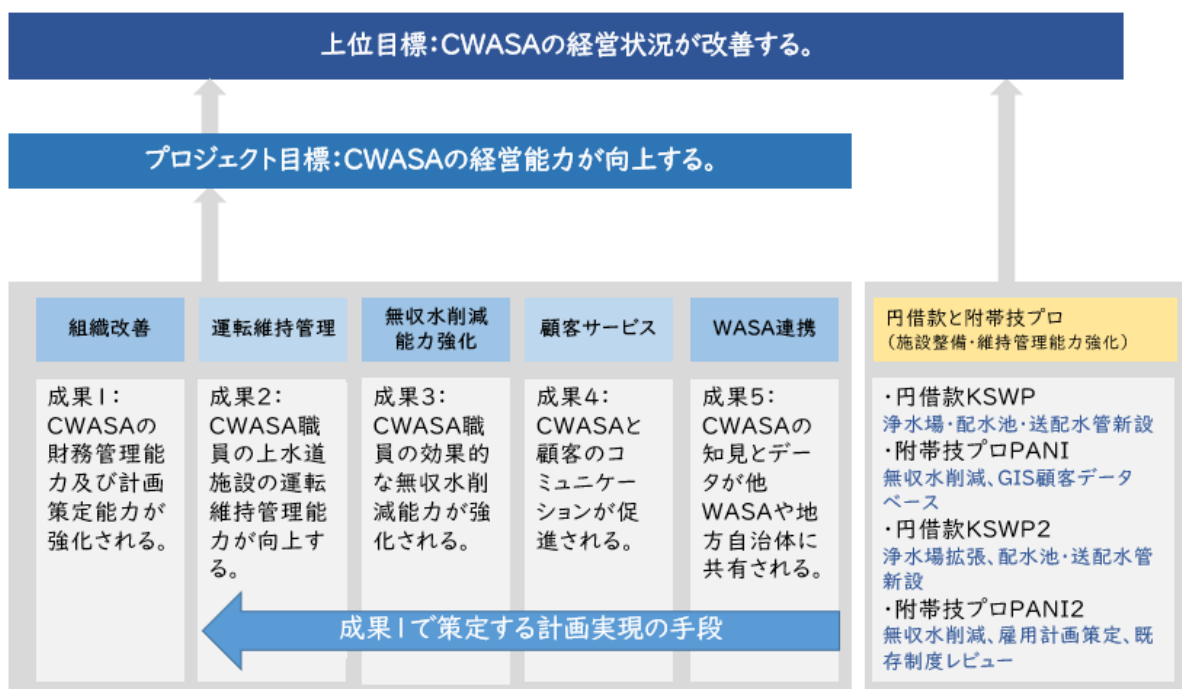 上位目標:CWASAの経営状況が改善する。
プロジェクト目標:CWASAの経営能力が向上する。
組織改善
運転維持管理
無収水削減
能力強化
顧客サービス
WASA連携
円借款と附帯技プロ
(施設整備・維持管理能力強化)
成果1:
CWASAの
財務管理能
力及び計画
策定能力が
強化される。
成果2:
CWASA職
員の上水道
施設の運転
維持管理能
力が向上す
る。
成果3:
CWASA職
員の効果的
な無収水削
減能力が強
化される。
成果4:
CWASAと
顧客のコ
ミュニケー
ションが促
進される。
成果5:
CWASAの
知見とデー
タが他
WASAや地
方自治体に
共有される。
成果1で策定する計画実現の手段
・円借款KSWP
浄水場・配水池・送配水管新設
・附帯技プロPANI
無収水削減、GIS顧客データ
ベース
・円借款KSWP2
浄水場拡張、配水池・送配水管
新設
・附帯技プロPANI2
無収水削減、雇用計画策定、既
存制度レビュー